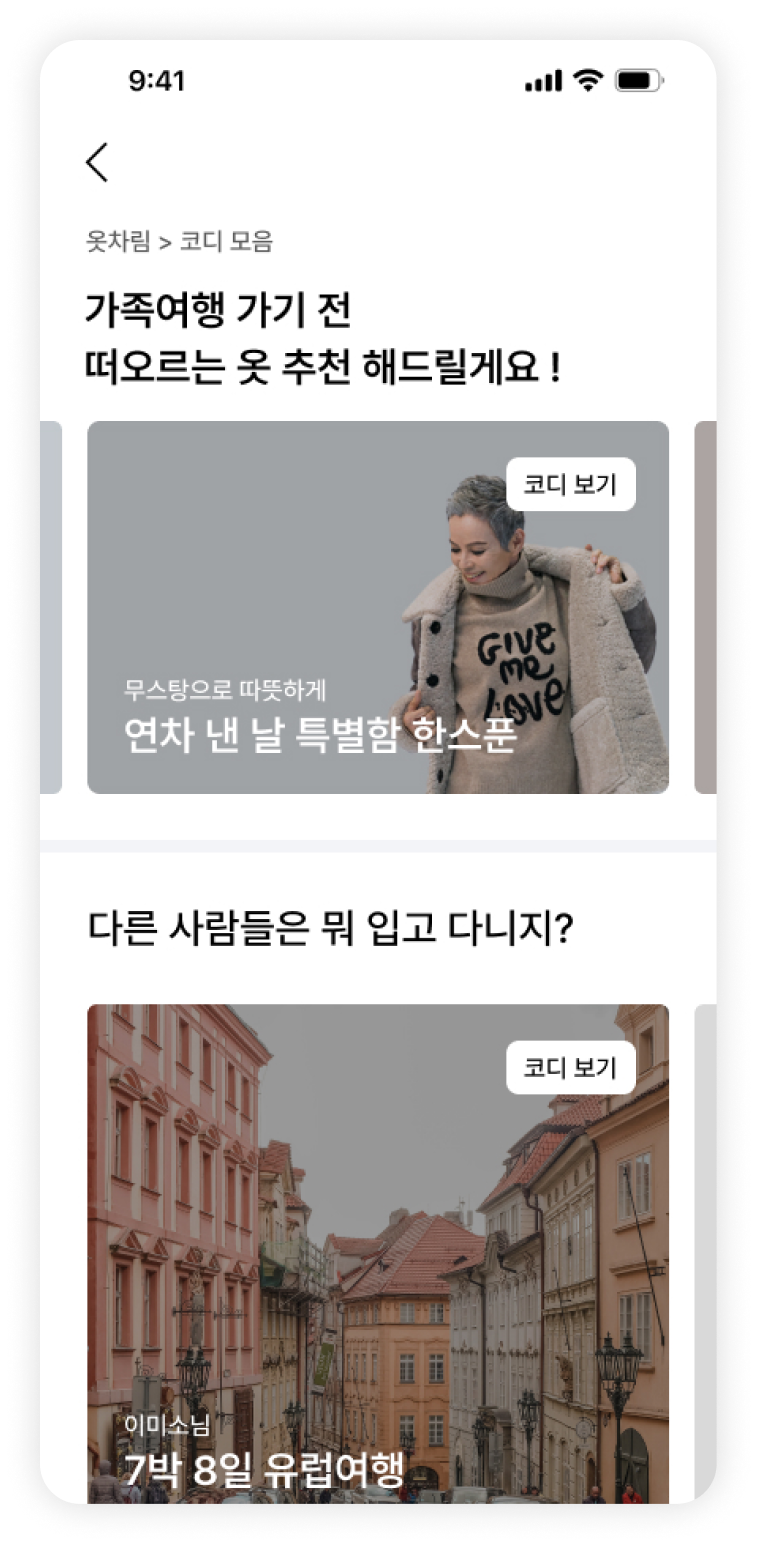 9:41
옷차림 > 코디 모음
가족여행 가기 전
떠오르는 옷 추천 해드릴게요 !
코디 보기
GIVE
me
LOVE
무스탕으로 따뜻하게
연차 낸 날 특별함 한스푼
다른 사람들은 뭐 입고 다니지?
코디 보기
이미소님
7박 8일 유럽여행